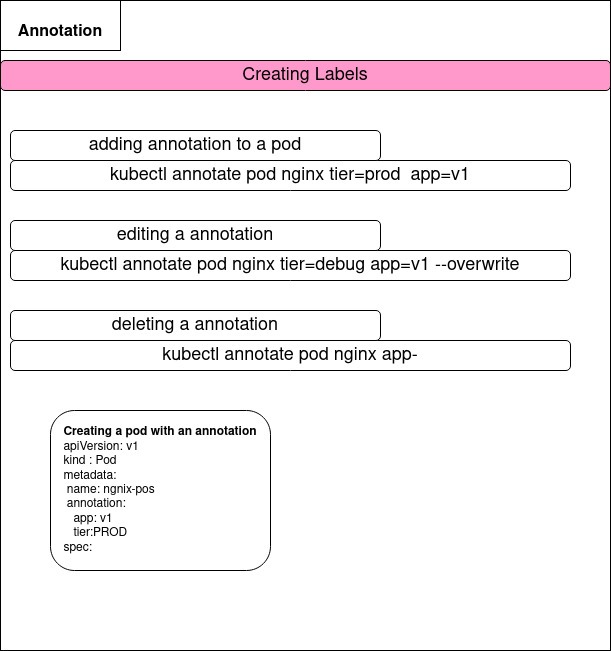 Annotation
Creating Labels
adding annotation to a pod
kubectl annotate pod nginx tier=prod  app=v1
editing a annotation
kubectl annotate pod nginx tier=debug app=v1 --overwrite
deleting a annotation
kubectl annotate pod nginx app-
Creating a pod with an annotation
apiVersion: v1
kind : Pod
metadata:
 name: ngnix-pos
 annotation:
   app: v1
   tier:PROD
spec: